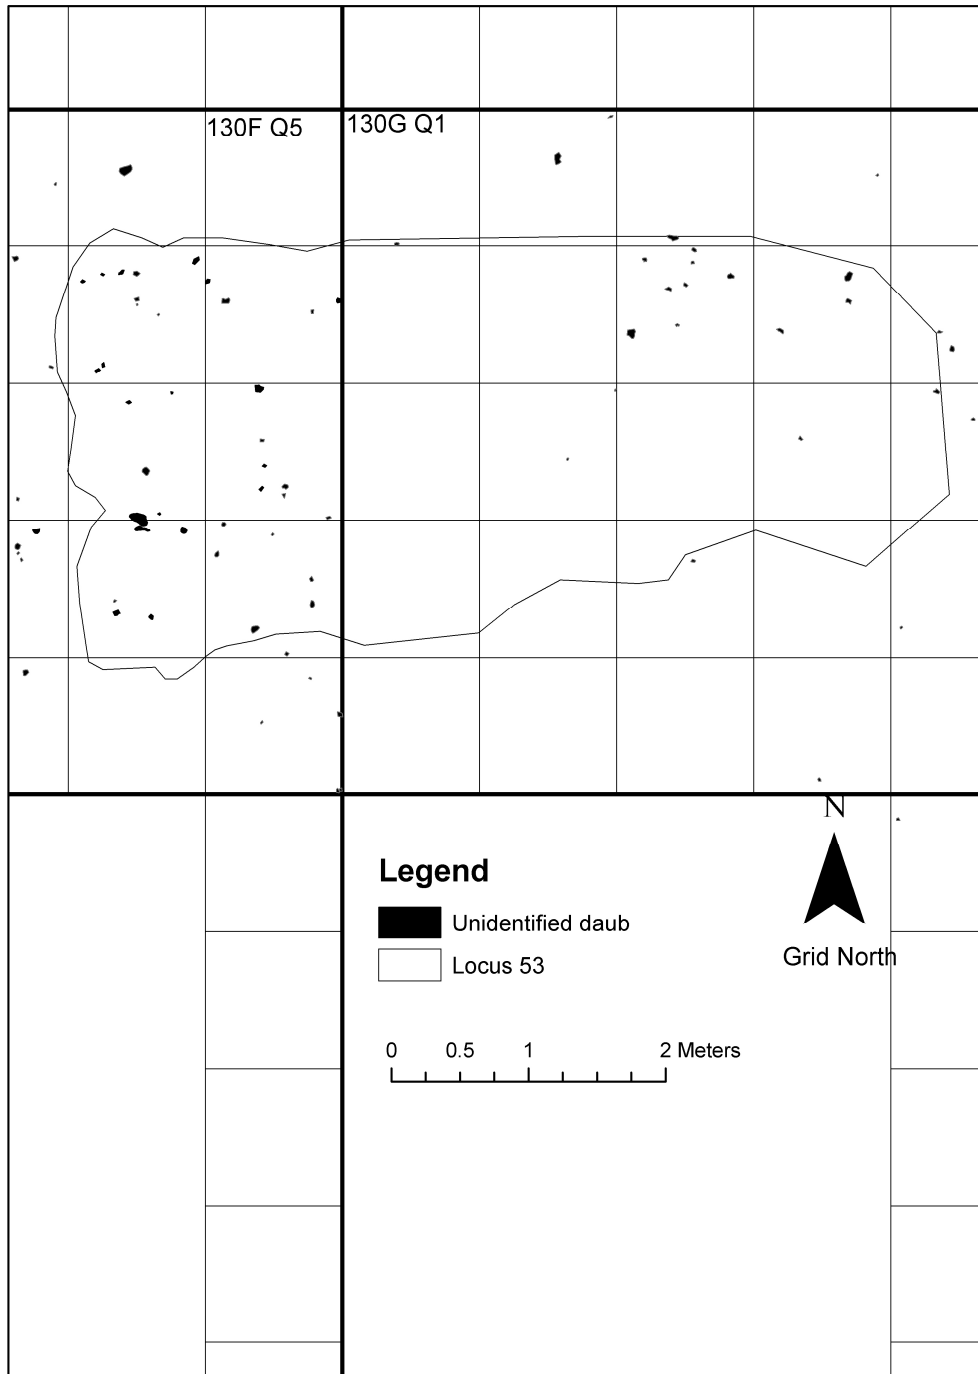 130F Q5
130G Q1
N
Grid North
Legend
Unidentified daub
Locus 53
0 0.5 1 2 Meters